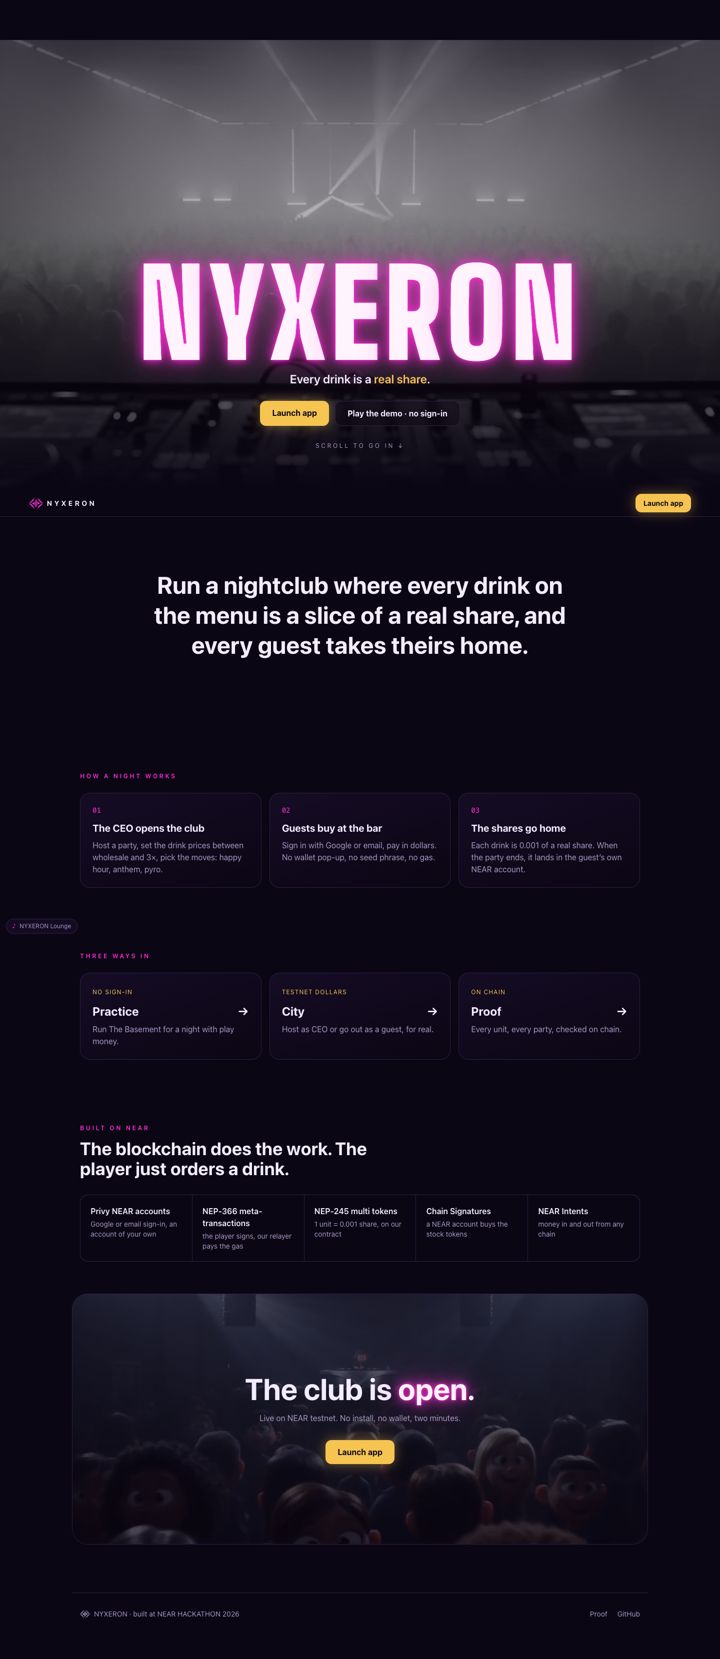 NYXERON
Every drink is a real share.
Launch app
Play the demo · no sign-in
SCROLL TO GO IN ↓
NYXERON
Launch app
Run a nightclub where every drink on
the menu is a slice of a real share, and
every guest takes theirs home.
HOW A NIGHT WORKS
01
The CEO opens the club
Host a party, set the drink prices between
wholesale and 3×, pick the moves: happy
hour, anthem, pyro.
02
Guests buy at the bar
Sign in with Google or email, pay in dollars.
No wallet pop-up, no seed phrase, no gas.
03
The shares go home
Each drink is 0.001 of a real share. When
the party ends, it lands in the guest's own
NEAR account.
♪ NYXERON Lounge
THREE WAYS IN
NO SIGN-IN
Practice →
Run The Basement for a night with play
money.
TESTNET DOLLARS
City →
Host as CEO or go out as a guest, for real.
ON CHAIN
Proof →
Every unit, every party, checked on chain.
BUILT ON NEAR
The blockchain does the work. The
player just orders a drink.
Privy NEAR accounts
Google or email sign-in, an
account of your own
NEP-366 meta-
transactions
the player signs, our relayer
pays the gas
NEP-245 multi tokens
1 unit = 0.001 share, on our
contract
Chain Signatures
a NEAR account buys the
stock tokens
NEAR Intents
money in and out from any
chain
The club is open.
Live on NEAR testnet. No install, no wallet, two minutes.
Launch app
NYXERON · built at NEAR HACKATHON 2026
Proof
GitHub